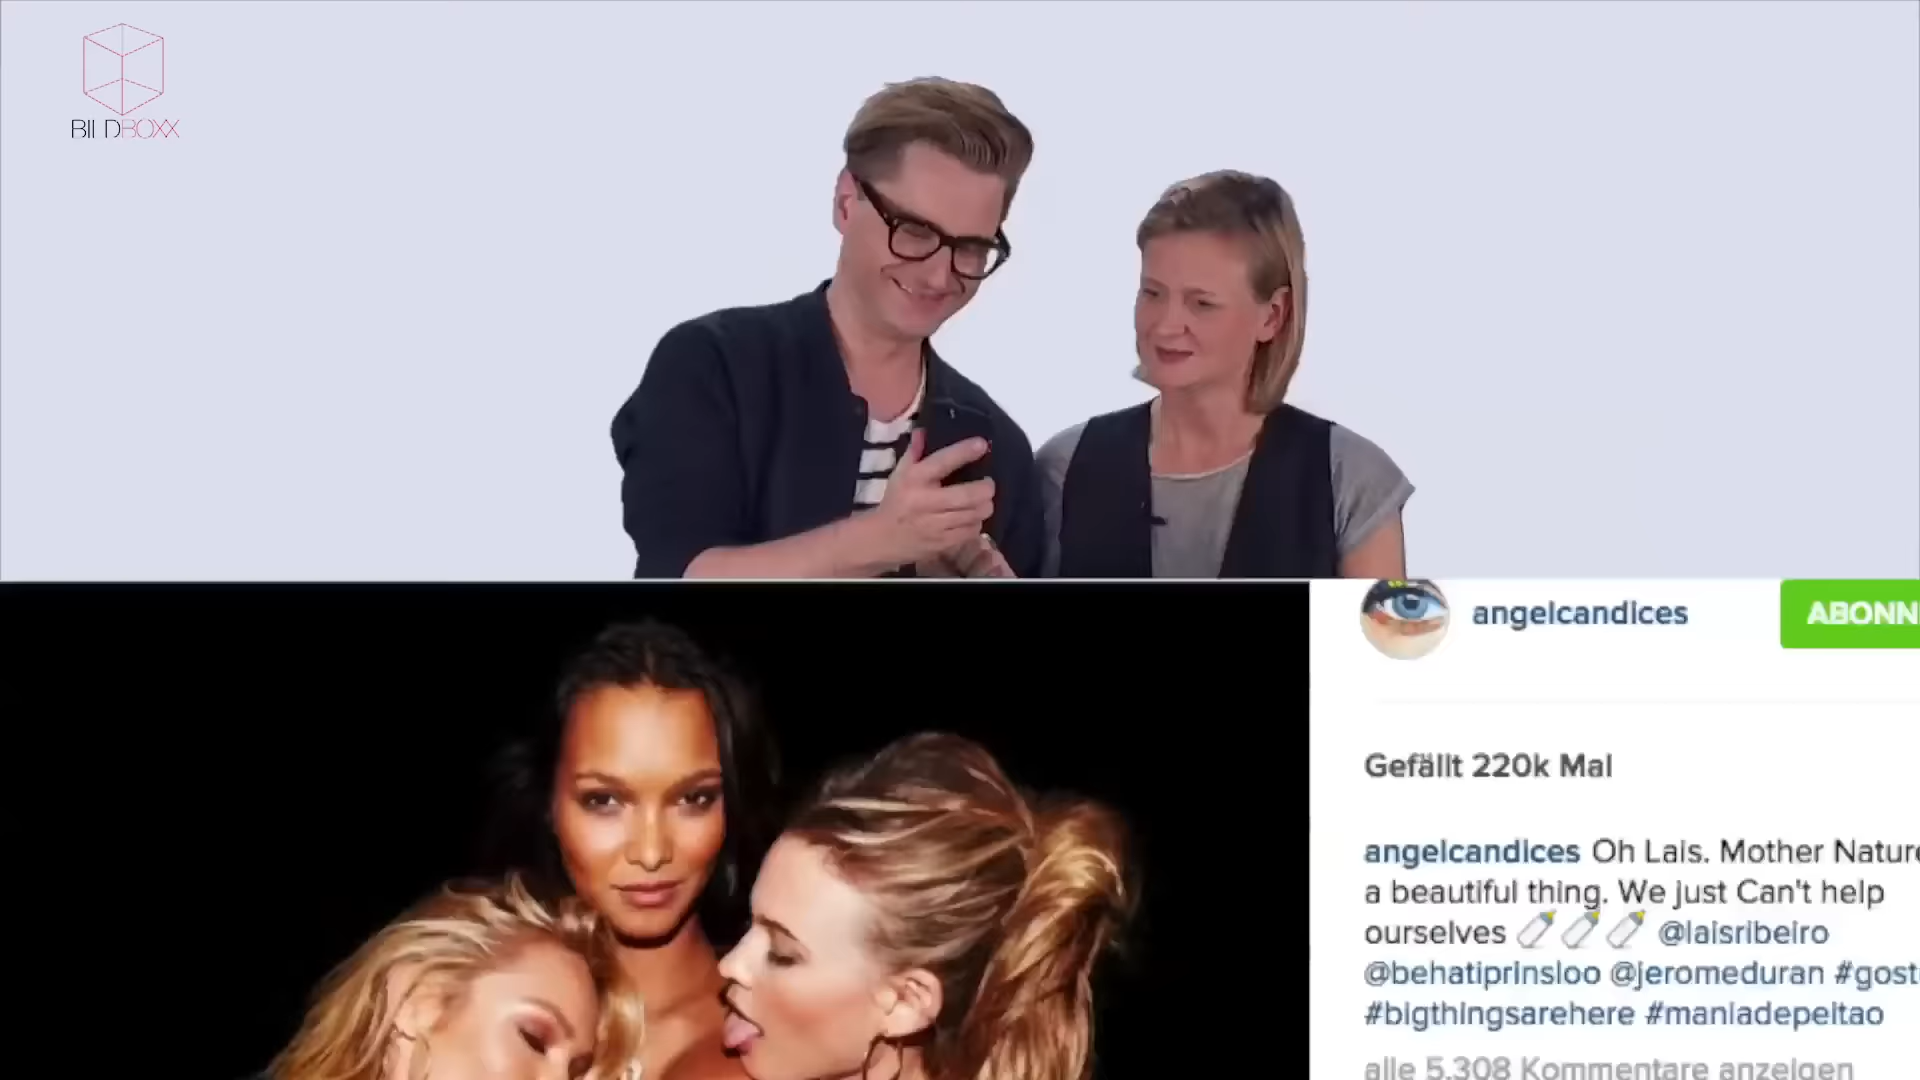 BILDBOXX
angelcandices
ABONN
Gefällt 220k Mal
angelcandices Oh Lais. Mother Nature
a beautiful thing. We just Can't help
ourselves 🍼🍼🍼 @laisribeiro
@behatiprinsloo @jeromeduran #gost
#bigthingsarehere #maniadepeitao
alle 5.308 Kommentare anzeigen